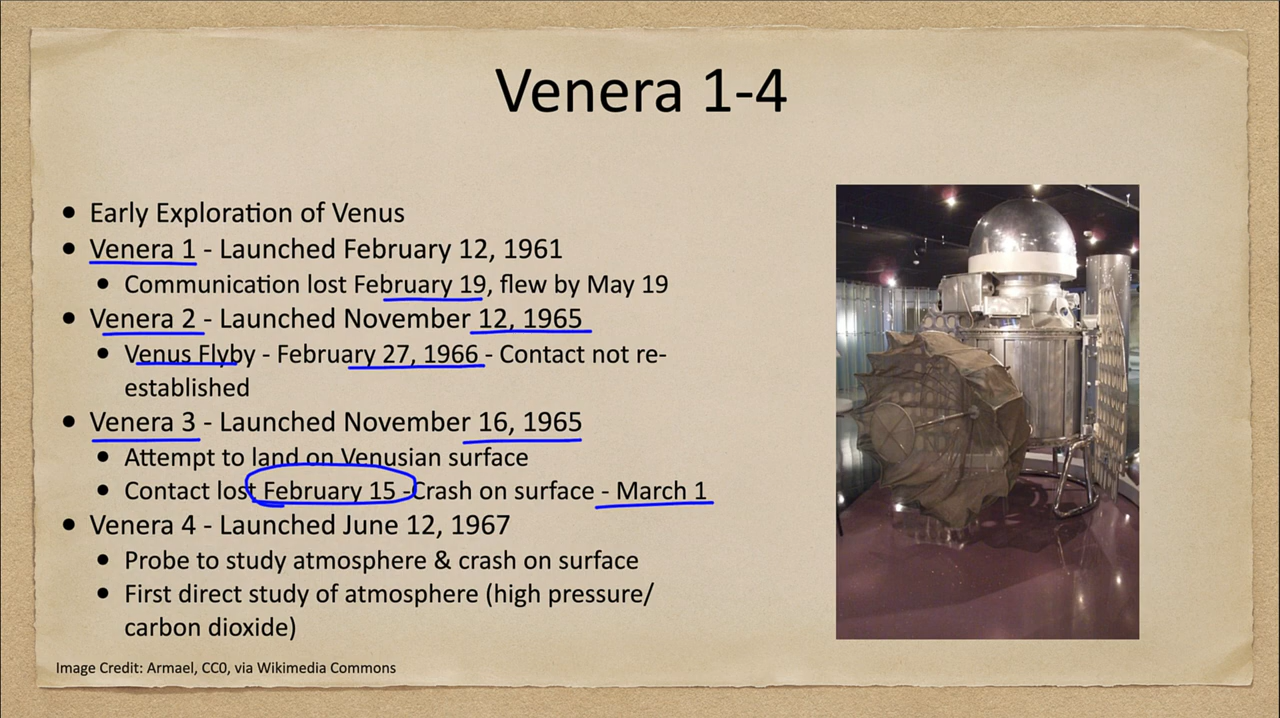 Venera 1-4
• Early Exploration of Venus
• Venera 1 - Launched February 12, 1961
• Communication lost February 19, flew by May 19
• Venera 2 - Launched November 12, 1965
• Venus Flyby - February 27, 1966 - Contact not re-
established
• Venera 3 - Launched November 16, 1965
• Attempt to land on Venusian surface
• Contact lost February 15 -Crash on surface - March 1
• Venera 4 - Launched June 12, 1967
• Probe to study atmosphere & crash on surface
• First direct study of atmosphere (high pressure/
carbon dioxide)
Image Credit: Armael, CC0, via Wikimedia Commons